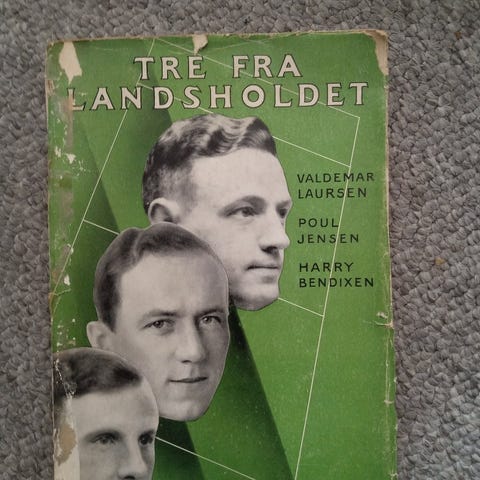 TRE FRA
LANDSHOLDET
VALDEMAR
LAURSEN
POUL
JENSEN
HARRY
BENDIXEN